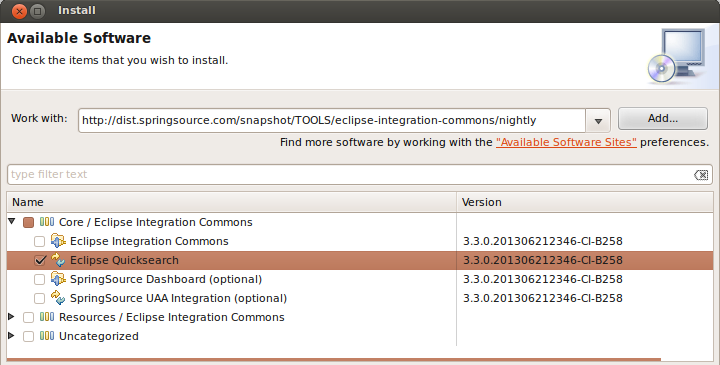 Install
Available Software
Check the items that you wish to install.
Work with: http://dist.springsource.com/snapshot/TOOLS/eclipse-integration-commons/nightly Add...
Find more software by working with the "Available Software Sites" preferences.
type filter text
Name Version
Core / Eclipse Integration Commons
Eclipse Integration Commons 3.3.0.201306212346-CI-B258
Eclipse Quicksearch 3.3.0.201306212346-CI-B258
SpringSource Dashboard (optional) 3.3.0.201306212346-CI-B258
SpringSource UAA Integration (optional) 3.3.0.201306212346-CI-B258
Resources / Eclipse Integration Commons
Uncategorized